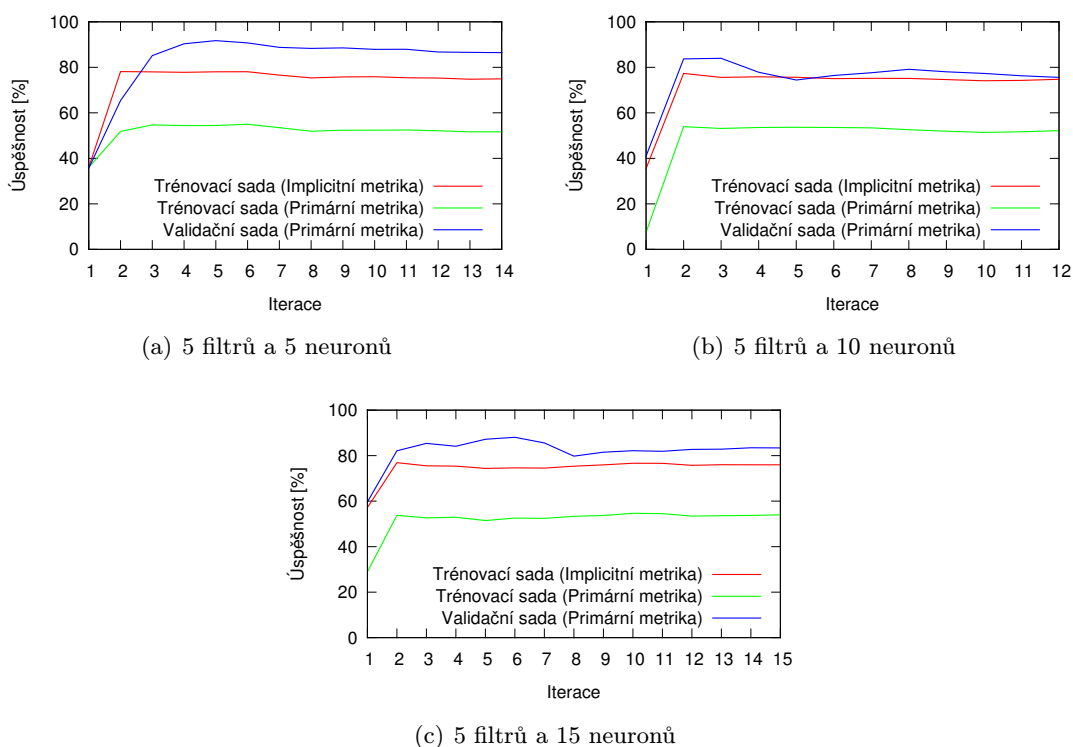 100
80
60
40
20
0
Úspěšnost [%]
Trénovací sada (Implicitní metrika)
Trénovací sada (Primární metrika)
Validační sada (Primární metrika)
1 2 3 4 5 6 7 8 9 10 11 12 13 14
Iterace
(a) 5 filtrů a 5 neuronů
100
80
60
40
20
0
Úspěšnost [%]
Trénovací sada (Implicitní metrika)
Trénovací sada (Primární metrika)
Validační sada (Primární metrika)
1 2 3 4 5 6 7 8 9 10 11 12
Iterace
(b) 5 filtrů a 10 neuronů
100
80
60
40
20
0
Úspěšnost [%]
Trénovací sada (Implicitní metrika)
Trénovací sada (Primární metrika)
Validační sada (Primární metrika)
1 2 3 4 5 6 7 8 9 10 11 12 13 14 15
Iterace
(c) 5 filtrů a 15 neuronů